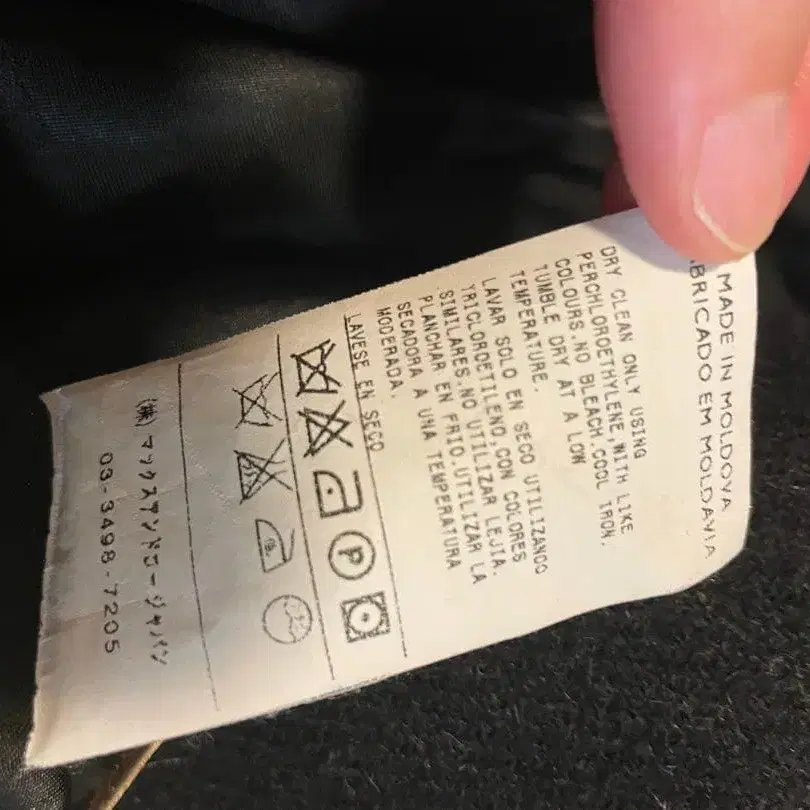 MADE IN MOLDOVA
BRICADO EM MOLDAVIA
DRY CLEAN ONLY USING
PERCHLOROETHYLENE,WITH LIKE
COLOURS.NO BLEACH.COOL IRON.
TUMBLE DRY AT A LOW
TEMPERATURE.
LAVAR SOLO EN SECO UTILIZANDO
TRICLOROETILENO,CON COLORES
SIMILARES.NO UTILIZAR LEJIA.
PLANCHAR EN FRIO.UTILIZAR LA
SECADORA A UNA TEMPERATURA
MODERADA.
LAVESE EN SECO
P
(株)マックスアンドコージャパン
03-3498-7205